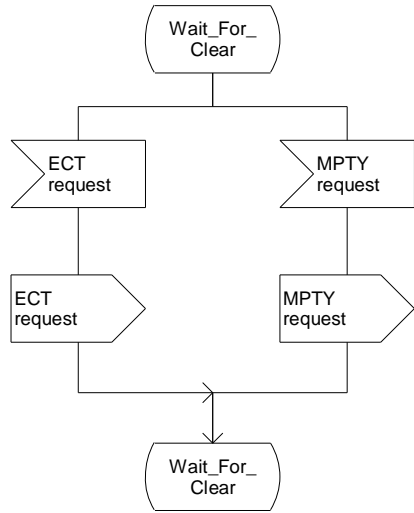 Wait_For_
Clear
ECT
request
MPTY
request
ECT
request
MPTY
request
Wait_For_
Clear